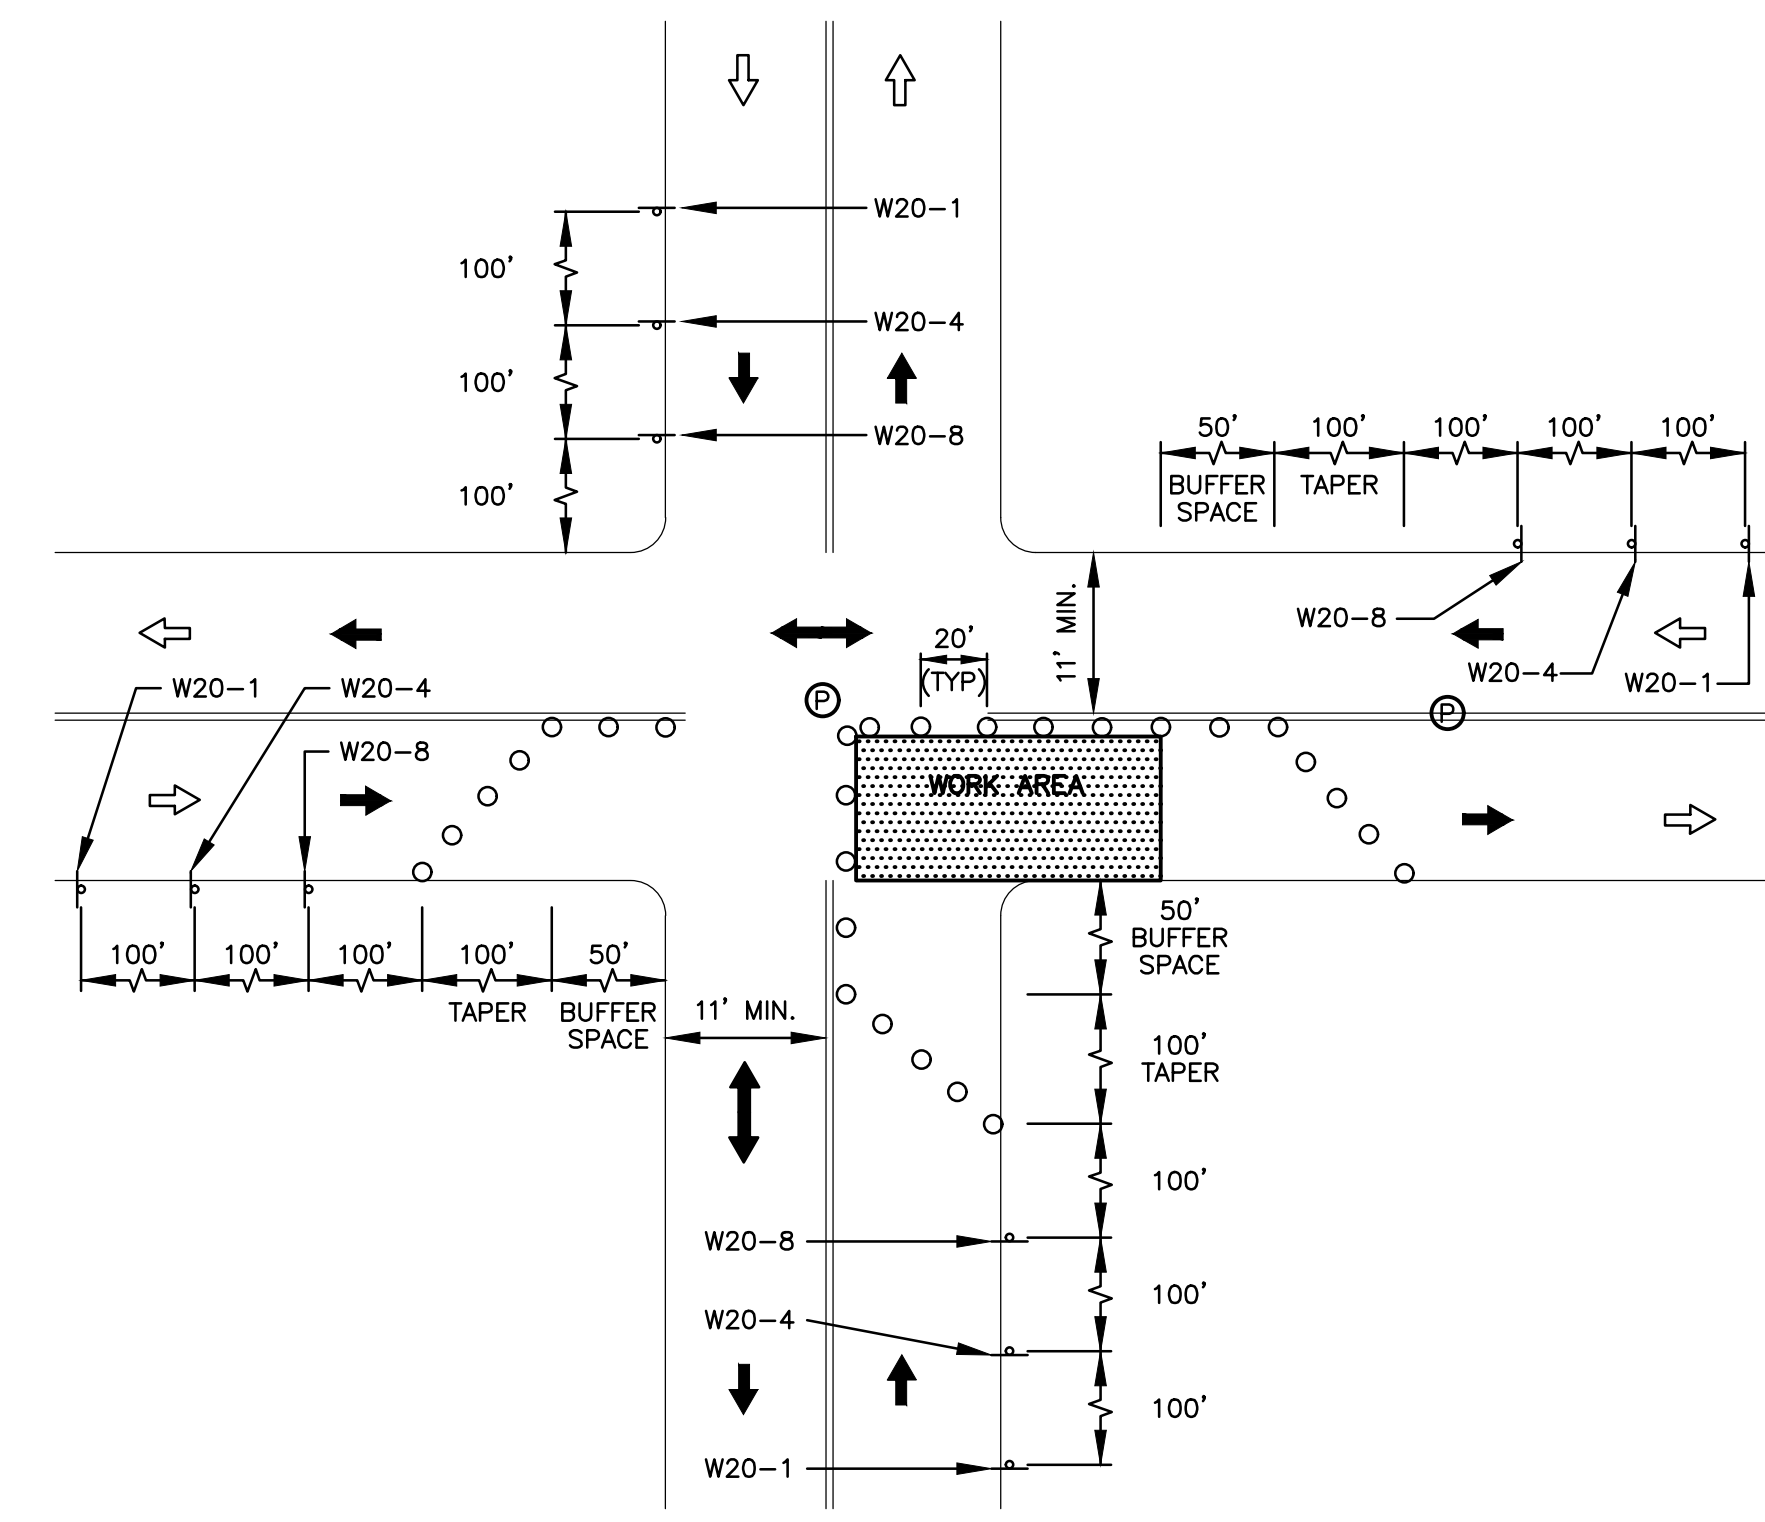 W20-1
100'
W20-4
100'
W20-8
100'
50' 100' 100' 100' 100'
BUFFER TAPER
SPACE
11' MIN.
W20-8
W20-4
W20-1
20'
(TYP)
P
P
W20-1
W20-4
W20-8
WORK AREA
100' 100' 100' 100' 50'
TAPER BUFFER
SPACE
11' MIN.
50'
BUFFER
SPACE
100'
TAPER
100'
W20-8
100'
W20-4
100'
W20-1